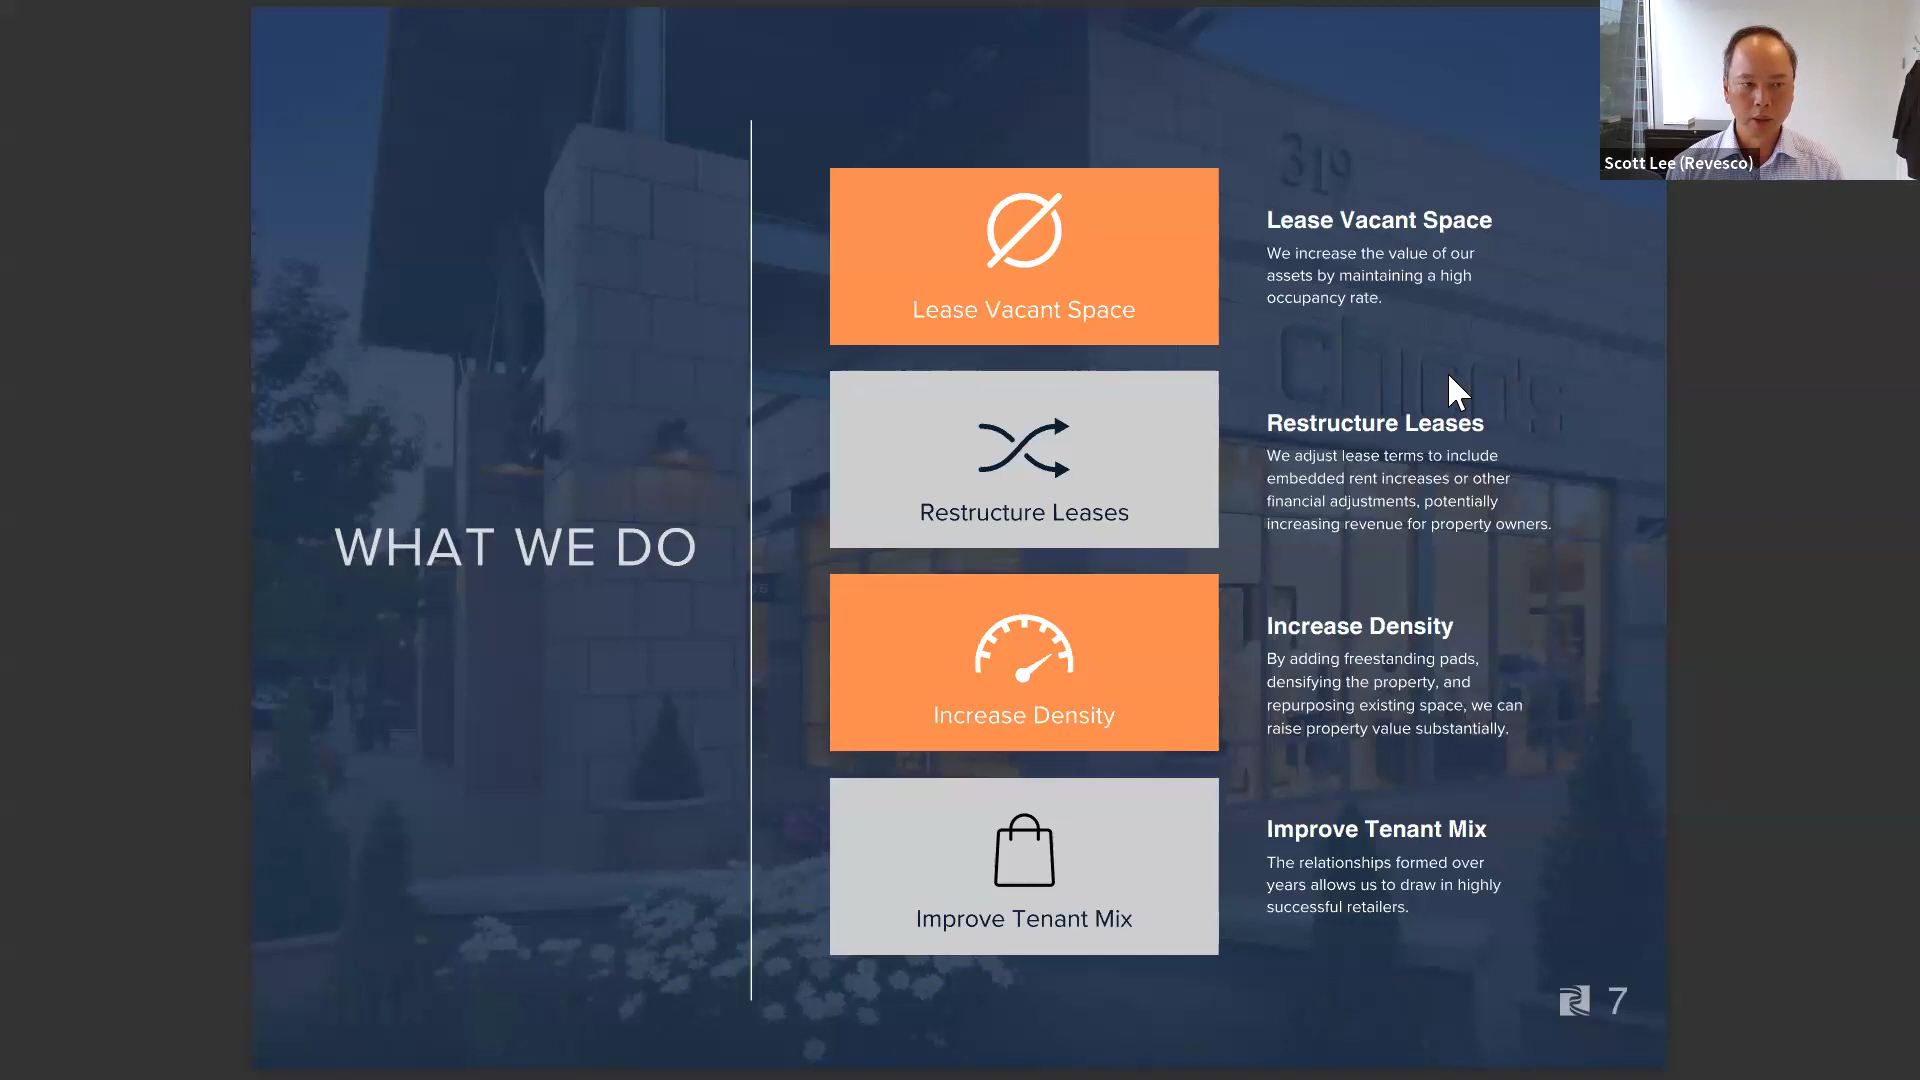 Scott Lee (Revesco)
319
Chico's
WHAT WE DO
Lease Vacant Space
Lease Vacant Space
We increase the value of our
assets by maintaining a high
occupancy rate.
Restructure Leases
Restructure Leases
We adjust lease terms to include
embedded rent increases or other
financial adjustments, potentially
increasing revenue for property owners.
Increase Density
Increase Density
By adding freestanding pads,
densifying the property, and
repurposing existing space, we can
raise property value substantially.
Improve Tenant Mix
Improve Tenant Mix
The relationships formed over
years allows us to draw in highly
successful retailers.
7